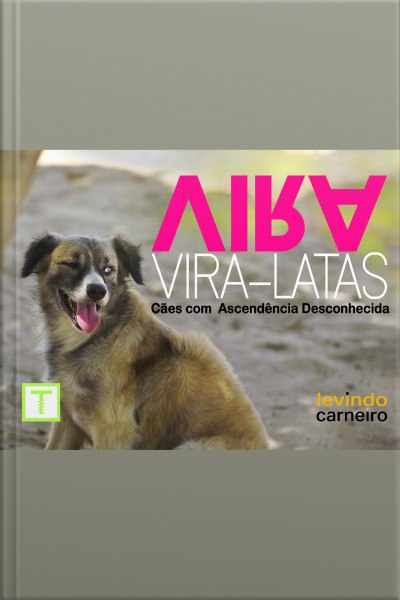 VIRA
VIRA-LATAS
Cães com Ascendência Desconhecida
T
levindo
carneiro